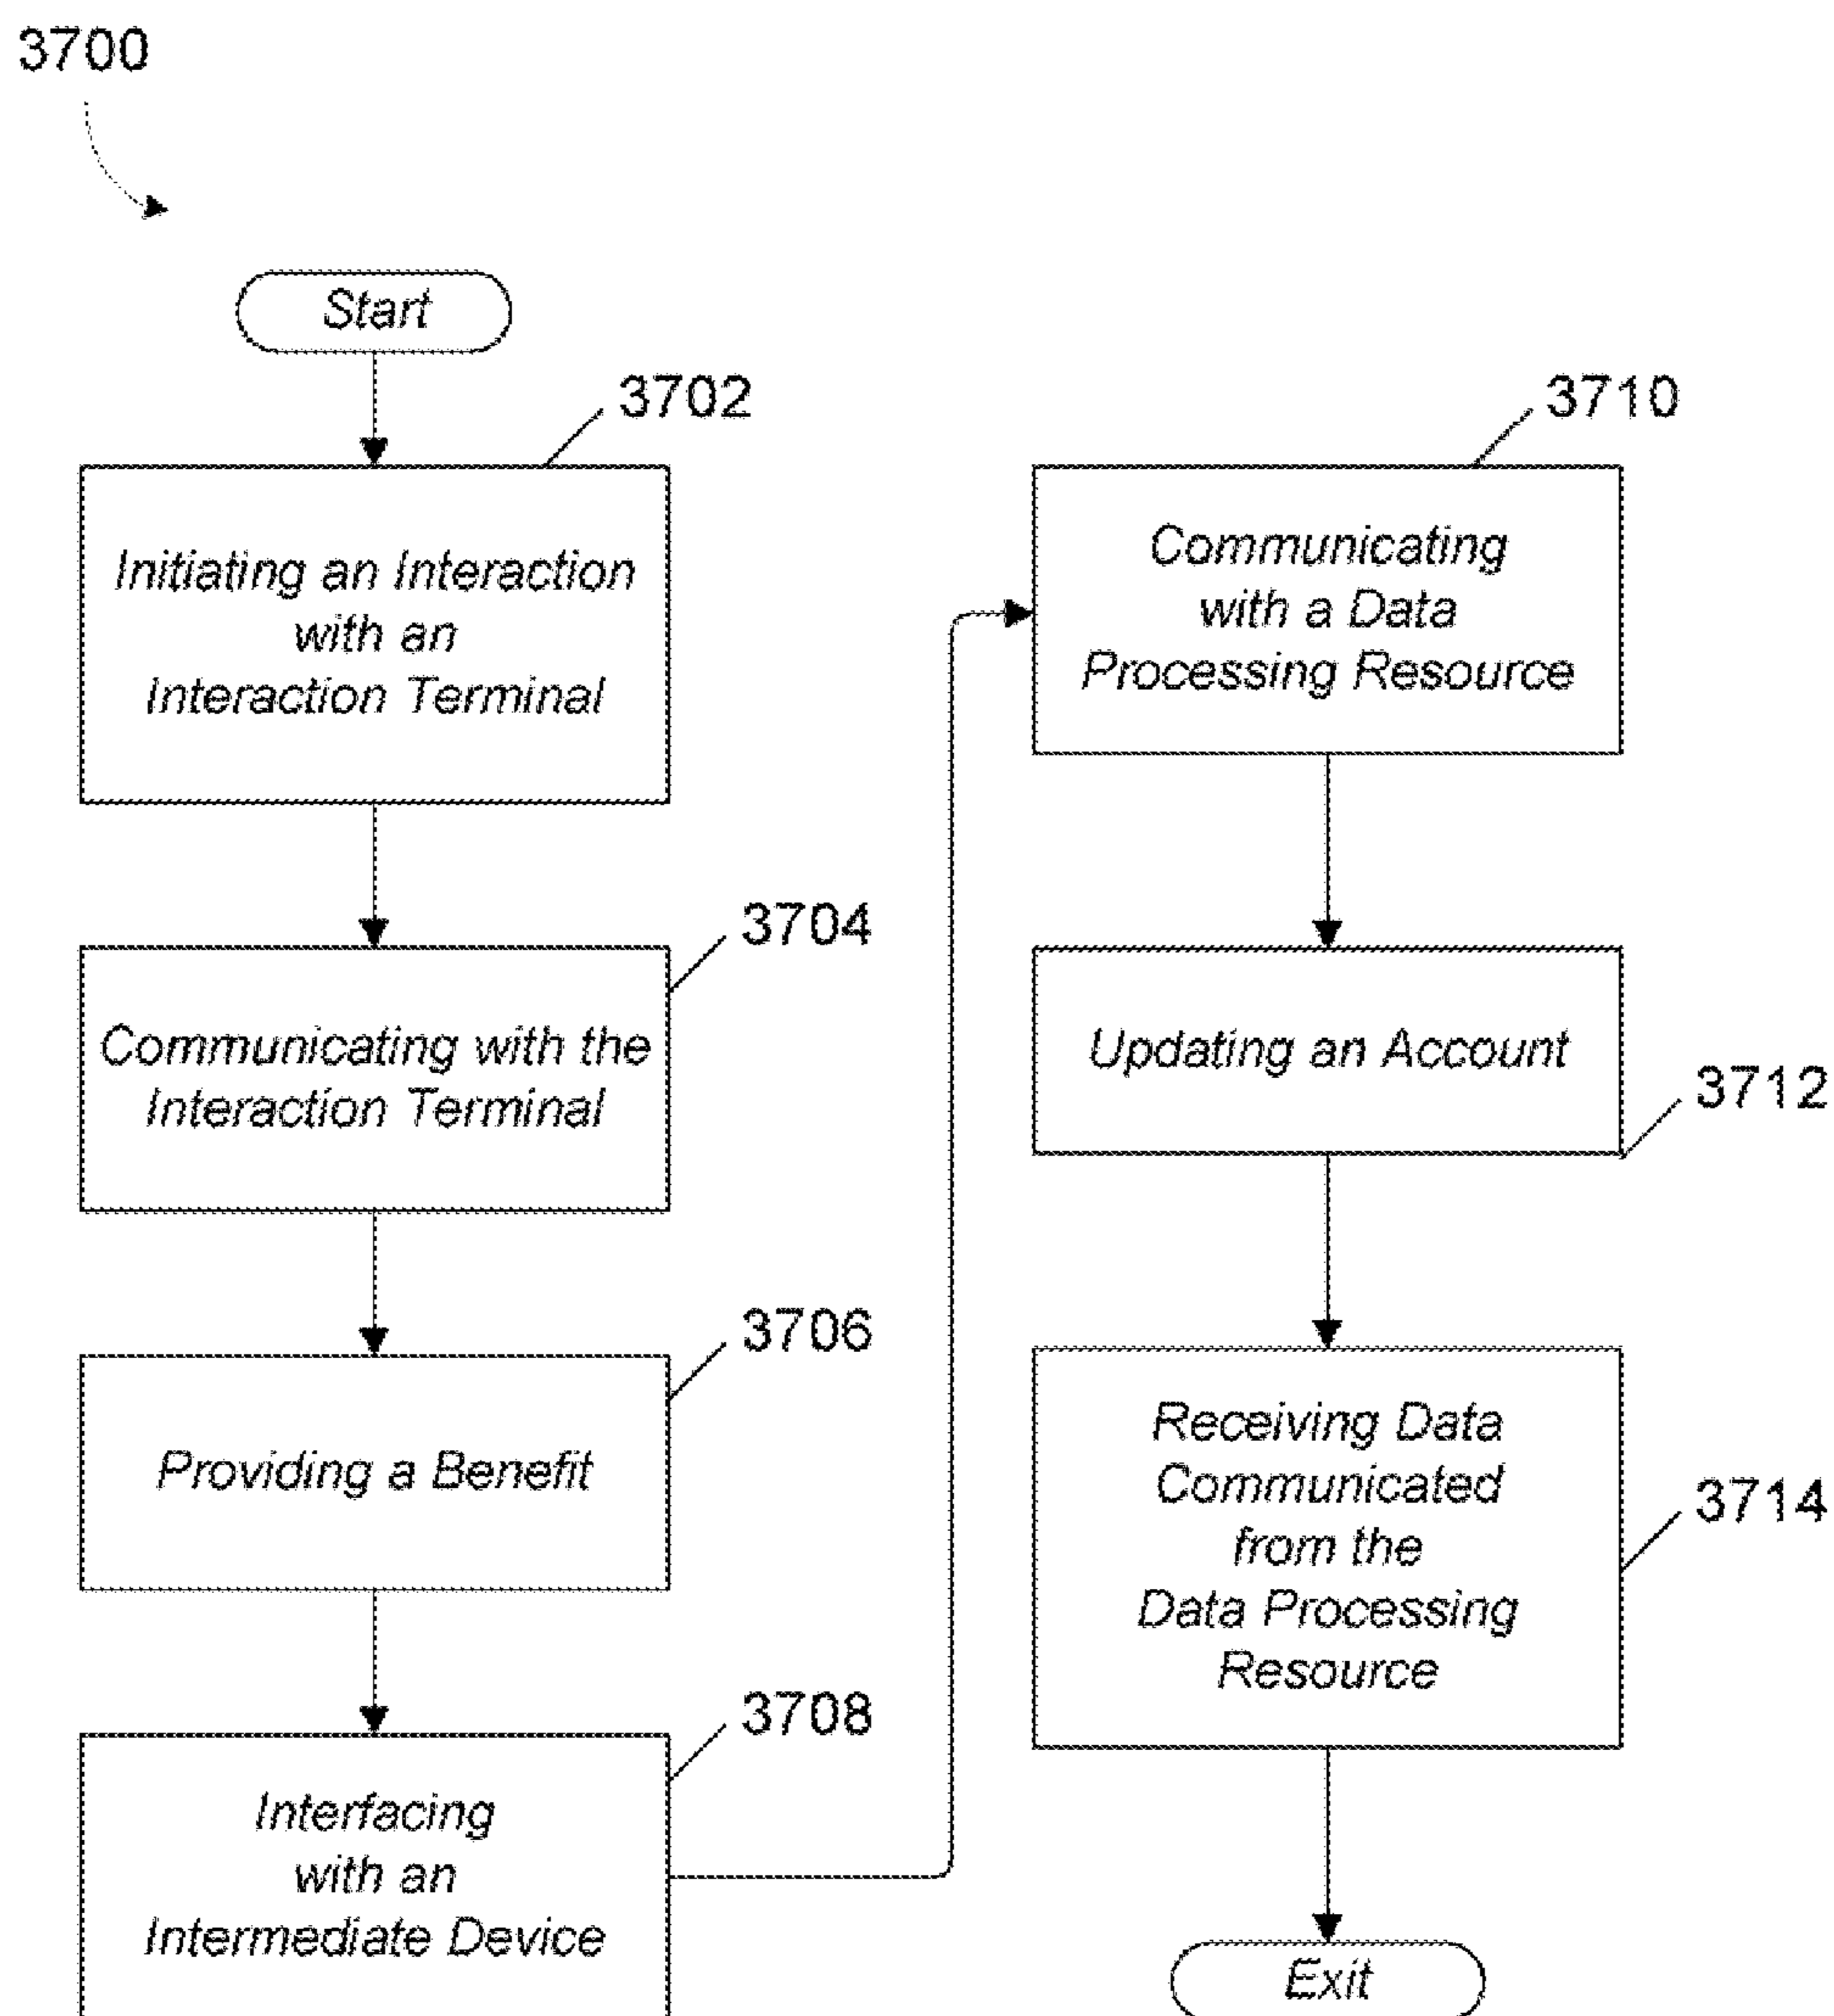 3700
Start
3702
Initiating an Interaction
with an
Interaction Terminal
3704
Communicating with the
Interaction Terminal
3706
Providing a Benefit
3708
Interfacing
with an
Intermediate Device
3710
Communicating
with a Data
Processing Resource
Updating an Account
3712
Receiving Data
Communicated
from the
Data Processing
Resource
3714
Exit